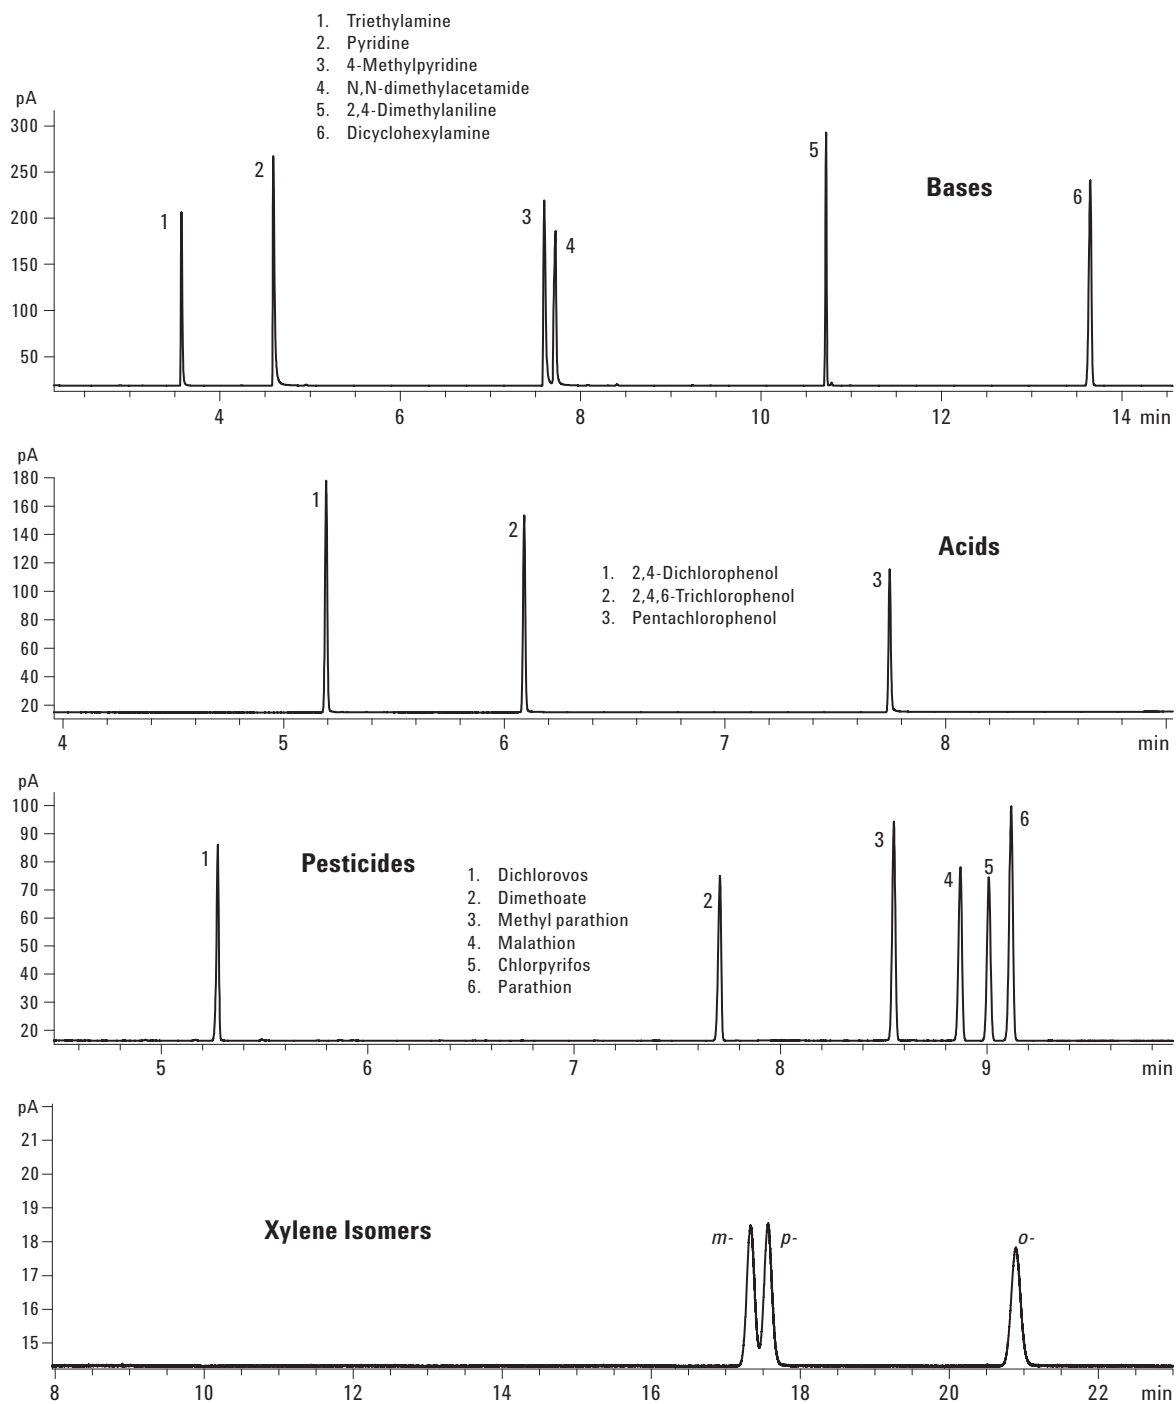 1. Triethylamine
2. Pyridine
3. 4-Methylpyridine
4. N,N-dimethylacetamide
5. 2,4-Dimethylaniline
6. Dicyclohexylamine
pA
300
250
200
150
100
50
1
2
3
4
5
6
Bases
4 6 8 10 12 14 min
pA
180
160
140
120
100
80
60
40
20
1
2
3
Acids
1. 2,4-Dichlorophenol
2. 2,4,6-Trichlorophenol
3. Pentachlorophenol
4 5 6 7 8 min
pA
100
90
80
70
60
50
40
30
20
1
2
3
4
5
6
Pesticides
1. Dichlorovos
2. Dimethoate
3. Methyl parathion
4. Malathion
5. Chlorpyrifos
6. Parathion
5 6 7 8 9 min
pA
21
20
19
18
17
16
15
Xylene Isomers
m- p- o-
8 10 12 14 16 18 20 22 min